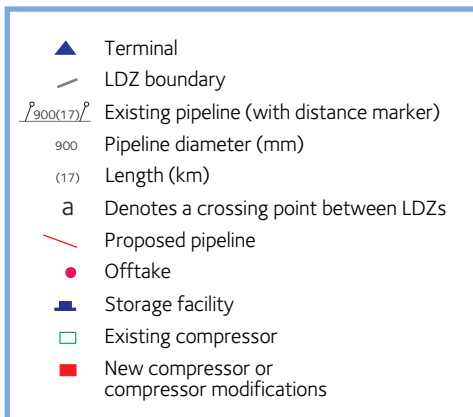 Terminal
LDZ boundary
900(17) Existing pipeline (with distance marker)
900 Pipeline diameter (mm)
(17) Length (km)
a Denotes a crossing point between LDZs
Proposed pipeline
Offtake
Storage facility
Existing compressor
New compressor or
compressor modifications